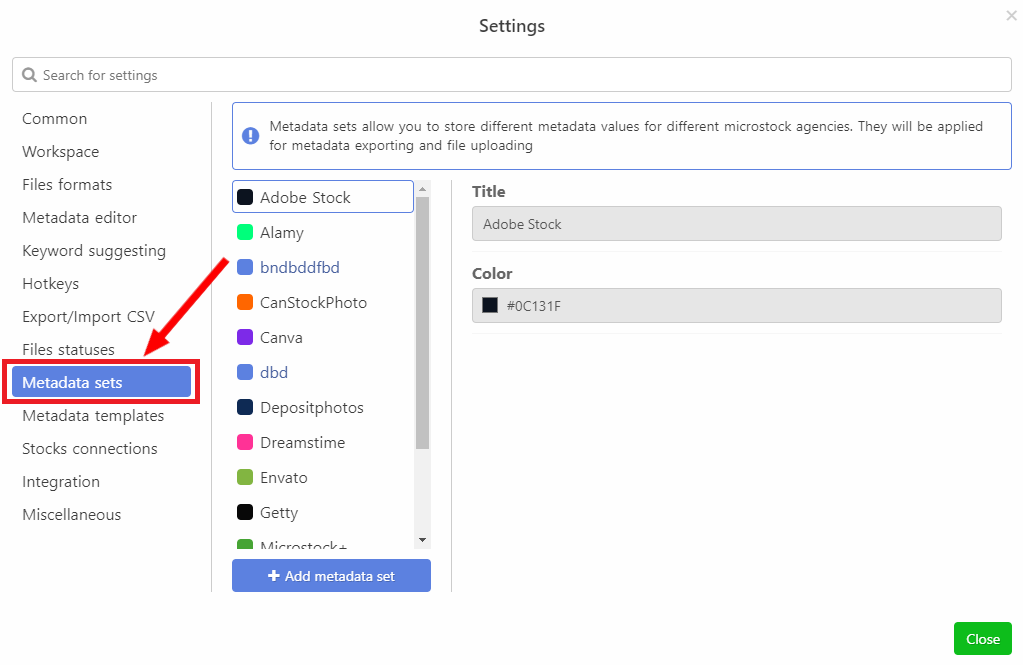 Settings
Search for settings
Common
Workspace
Files formats
Metadata editor
Keyword suggesting
Hotkeys
Export/Import CSV
Files statuses
Metadata sets
Metadata templates
Stocks connections
Integration
Miscellaneous
Metadata sets allow you to store different metadata values for different microstock agencies. They will be applied
for metadata exporting and file uploading
Adobe Stock
Alamy
bndbddfbd
CanStockPhoto
Canva
dbd
Depositphotos
Dreamstime
Envato
Getty
Microstock+
Add metadata set
Title
Adobe Stock
Color
#0C131F
Close